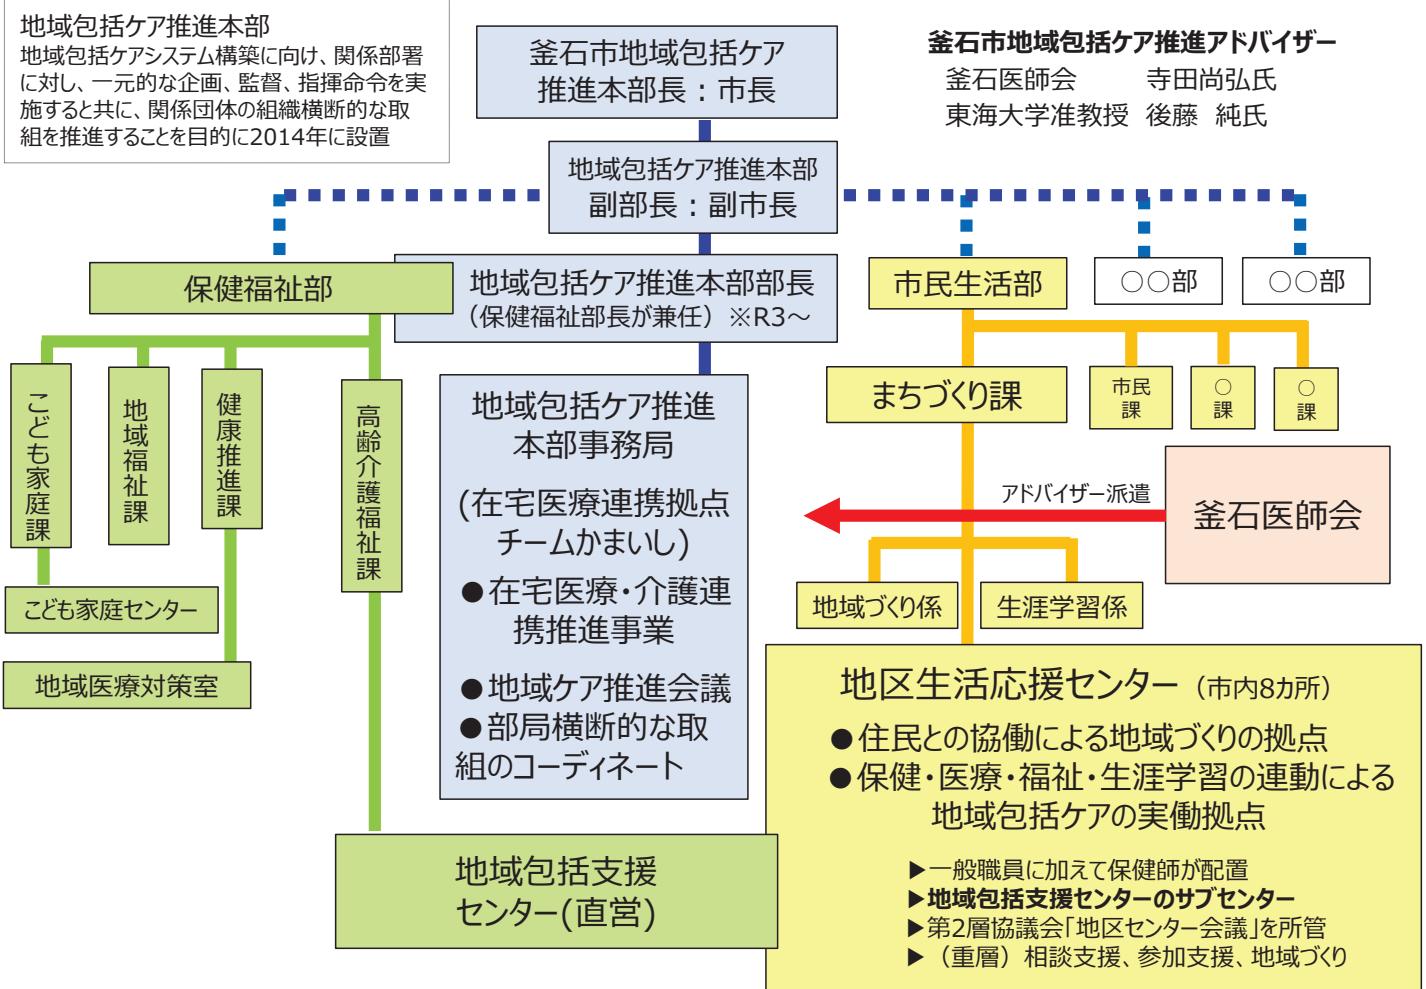 地域包括ケア推進本部
地域包括ケアシステム構築に向け、関係部署
に対し、一元的な企画、監督、指揮命令を実
施すると共に、関係団体の組織横断的な取
組を推進することを目的に2014年に設置
釜石市地域包括ケア
推進本部長：市長
釜石市地域包括ケア推進アドバイザー
釜石医師会　　　寺田尚弘氏
東海大学准教授 後藤　純氏
地域包括ケア推進本部
副部長：副市長
保健福祉部
地域包括ケア推進本部部長
（保健福祉部長が兼任）※R3～
市民生活部
○○部
○○部
こども家庭課
地域福祉課
健康推進課
高齢介護福祉課
こども家庭センター
地域医療対策室
地域包括ケア推進
本部事務局
(在宅医療連携拠点
チームかまいし)
●在宅医療・介護連
携推進事業
●地域ケア推進会議
●部局横断的な取
組のコーディネート
まちづくり課
市民
課
○
課
○
課
アドバイザー派遣
釜石医師会
地域づくり係
生涯学習係
地域包括支援
センター(直営)
地区生活応援センター（市内8カ所）
●住民との協働による地域づくりの拠点
●保健・医療・福祉・生涯学習の連動による
地域包括ケアの実働拠点
▶一般職員に加えて保健師が配置
▶地域包括支援センターのサブセンター
▶第2層協議会「地区センター会議」を所管
▶（重層）相談支援、参加支援、地域づくり